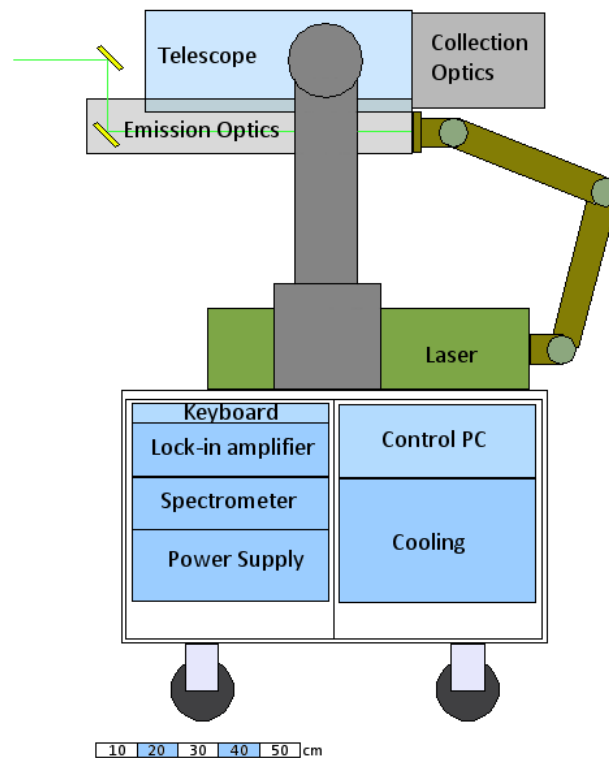 Telescope
Collection
Optics
Emission Optics
Laser
Keyboard
Lock-in amplifier
Control PC
Spectrometer
Cooling
Power Supply
10 20 30 40 50 cm